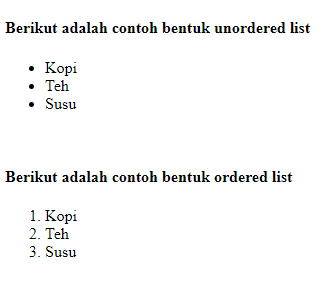 Berikut adalah contoh bentuk unordered list
• Kopi
• Teh
• Susu
Berikut adalah contoh bentuk ordered list
1. Kopi
2. Teh
3. Susu